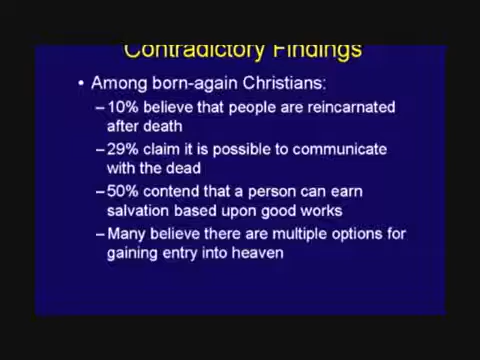 Contradictory Findings
• Among born-again Christians:
–10% believe that people are reincarnated
after death
–29% claim it is possible to communicate
with the dead
–50% contend that a person can earn
salvation based upon good works
–Many believe there are multiple options for
gaining entry into heaven